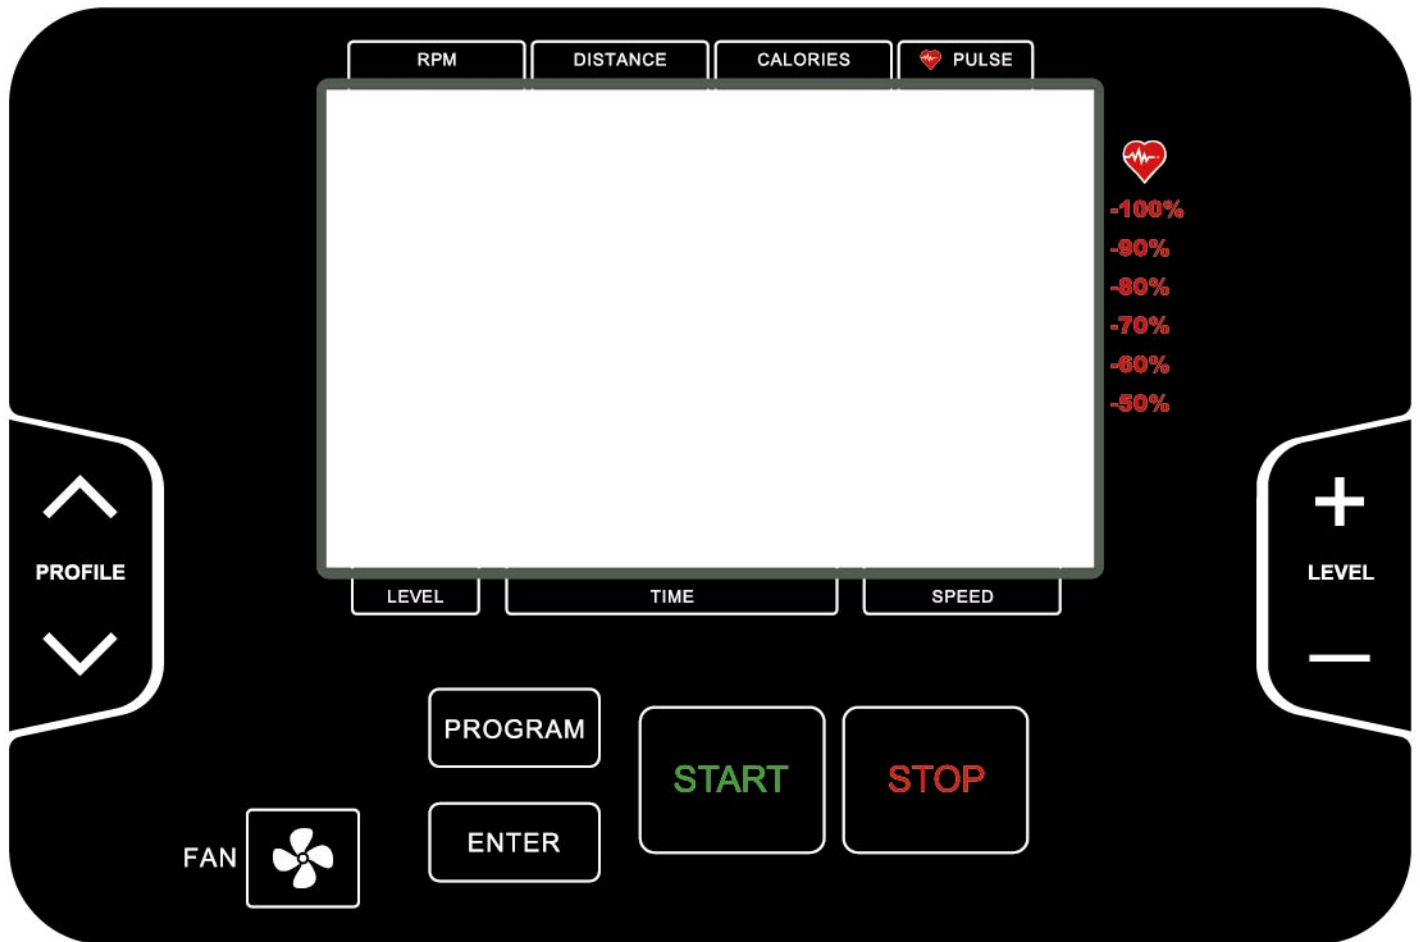 RPM
DISTANCE
CALORIES
PULSE
-100%
-90%
-80%
-70%
-60%
-50%
PROFILE
LEVEL
LEVEL
TIME
SPEED
PROGRAM
START
STOP
ENTER
FAN